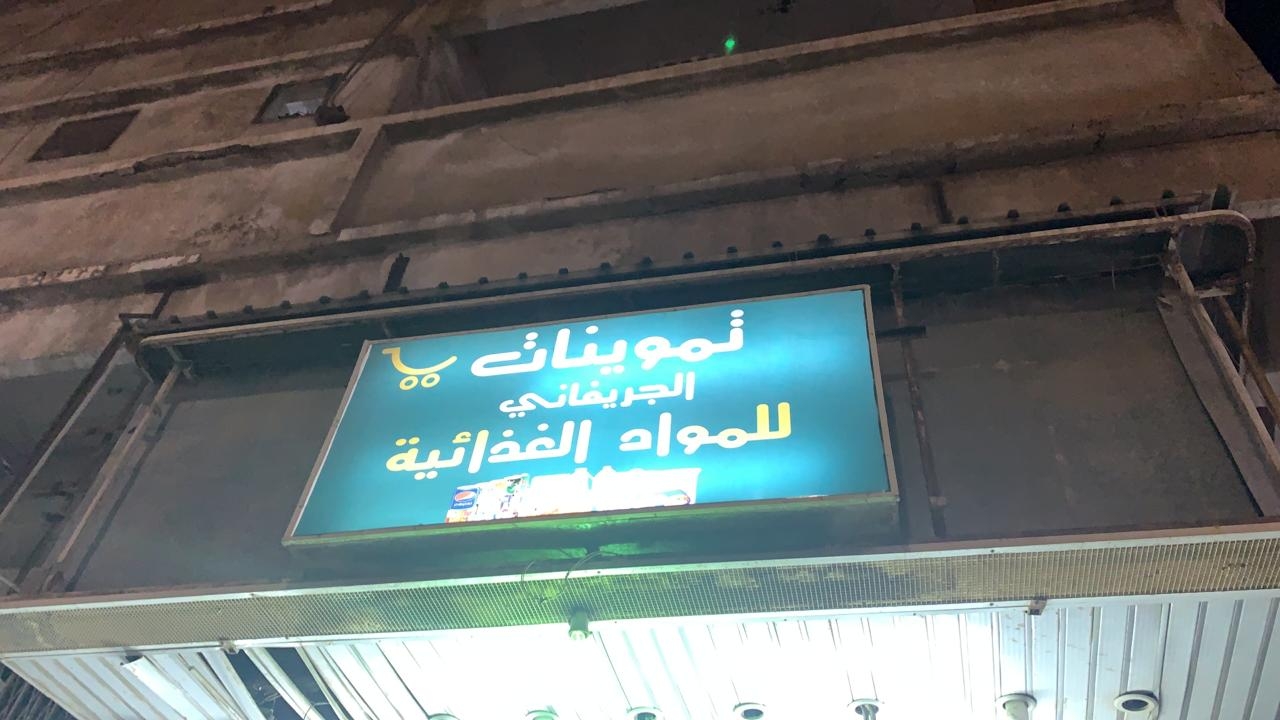 تموينات
الجريفاني
للمواد الغذائية